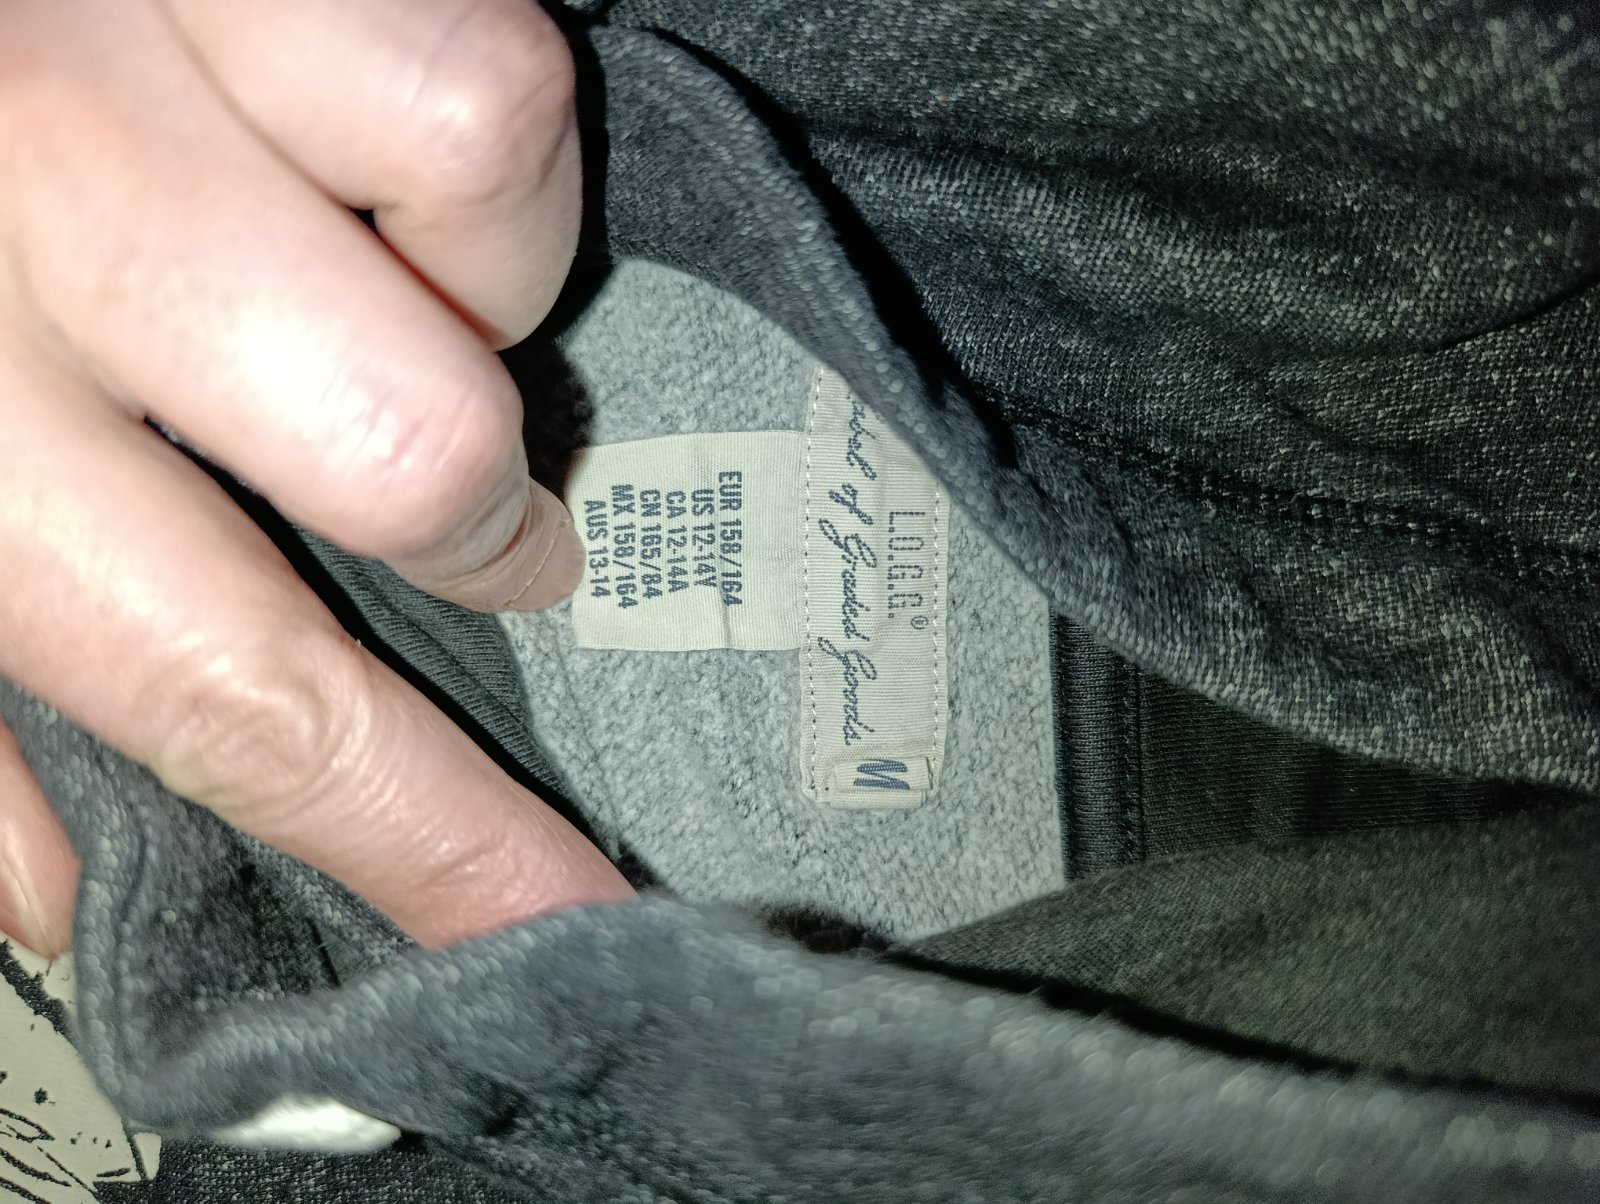 L.O.G.G.®
of Graded Goods
M
EUR 158/164
US 12-14Y
CA 12-14A
CN 165/84
MX 158/164
AUS 13-14